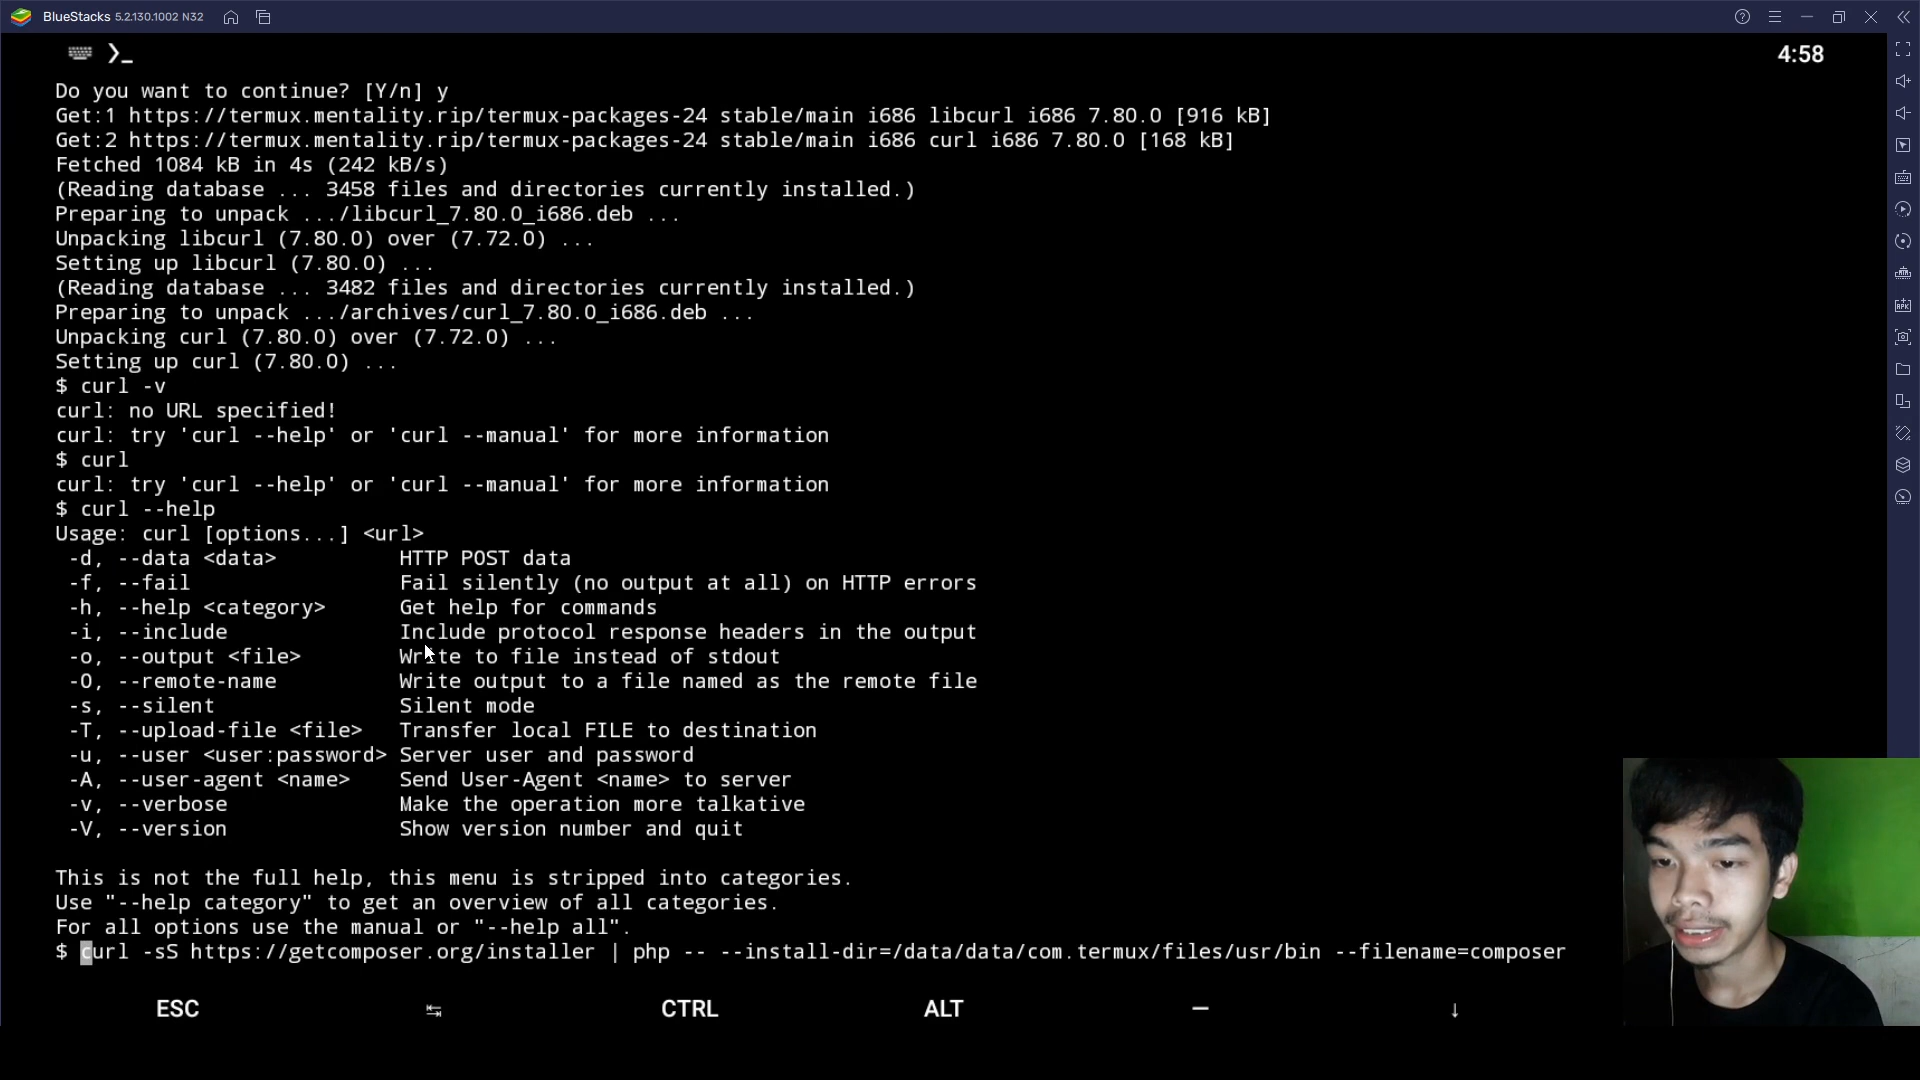 BlueStacks 5.2.130.1002 N32
4:58
Do you want to continue? [Y/n] y
Get:1 https://termux.mentality.rip/termux-packages-24 stable/main i686 libcurl i686 7.80.0 [916 kB]
Get:2 https://termux.mentality.rip/termux-packages-24 stable/main i686 curl i686 7.80.0 [168 kB]
Fetched 1084 kB in 4s (242 kB/s)
(Reading database ... 3458 files and directories currently installed.)
Preparing to unpack .../libcurl_7.80.0_i686.deb ...
Unpacking libcurl (7.80.0) over (7.72.0) ...
Setting up libcurl (7.80.0) ...
(Reading database ... 3482 files and directories currently installed.)
Preparing to unpack .../archives/curl_7.80.0_i686.deb ...
Unpacking curl (7.80.0) over (7.72.0) ...
Setting up curl (7.80.0) ...
$ curl -v
curl: no URL specified!
curl: try 'curl --help' or 'curl --manual' for more information
$ curl
curl: try 'curl --help' or 'curl --manual' for more information
$ curl --help
Usage: curl [options...] <url>
-d, --data <data> HTTP POST data
-f, --fail Fail silently (no output at all) on HTTP errors
-h, --help <category> Get help for commands
-i, --include Include protocol response headers in the output
-o, --output <file> Write to file instead of stdout
-O, --remote-name Write output to a file named as the remote file
-s, --silent Silent mode
-T, --upload-file <file> Transfer local FILE to destination
-u, --user <user:password> Server user and password
-A, --user-agent <name> Send User-Agent <name> to server
-v, --verbose Make the operation more talkative
-V, --version Show version number and quit
This is not the full help, this menu is stripped into categories.
Use "--help category" to get an overview of all categories.
For all options use the manual or "--help all".
$ curl -sS https://getcomposer.org/installer | php -- --install-dir=/data/data/com.termux/files/usr/bin --filename=composer
ESC CTRL ALT — ↓